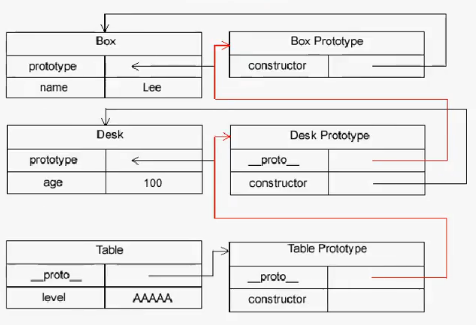 Box
Box Prototype
prototype
constructor
name
Lee
Desk
Desk Prototype
prototype
__proto__
age
100
constructor
Table
Table Prototype
__proto__
__proto__
level
AAAAA
constructor